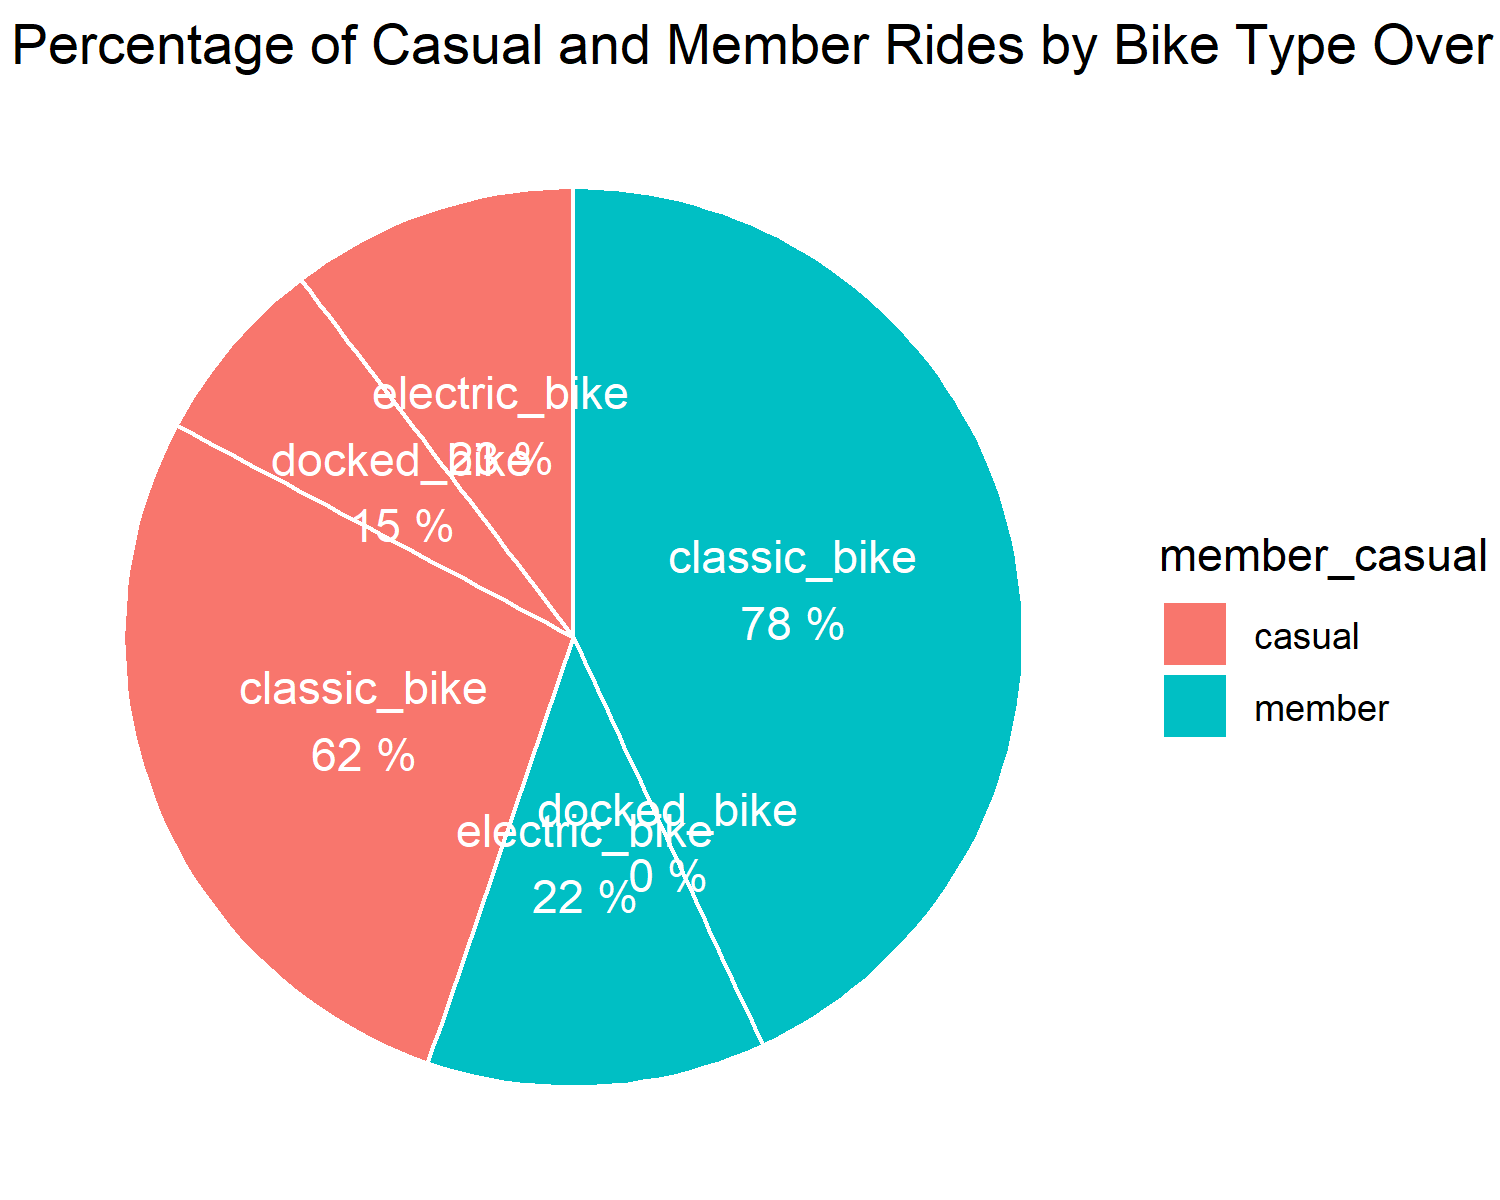 Percentage of Casual and Member Rides by Bike Type Over
electric_bike
23 %
docked_bike
15 %
classic_bike
78 %
classic_bike
62 %
docked_bike
0 %
electric_bike
22 %
member_casual
casual
member